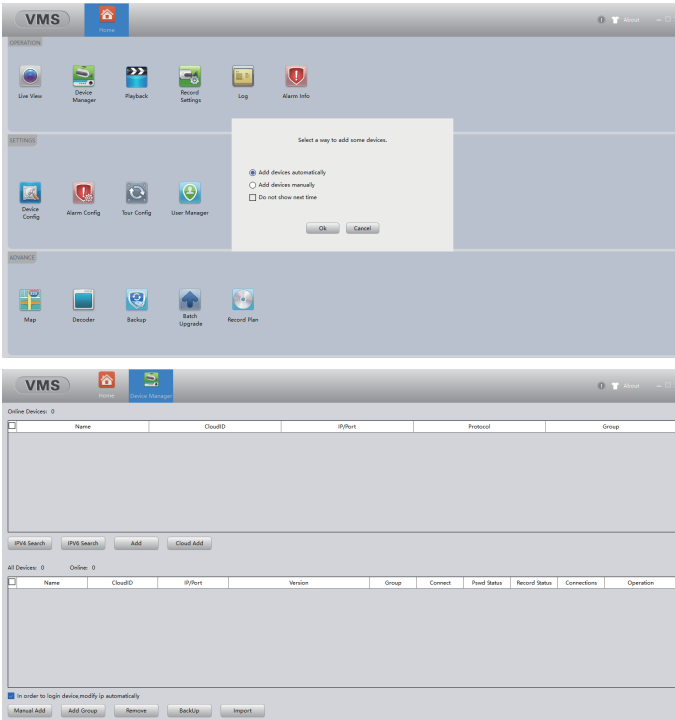 VMS
Home
About
OPERATION
Live View
Device Manager
Playback
Record Settings
Log
Alarm Info
Select a way to add some devices.
Add devices automatically
Add devices manually
Do not show next time
Ok Cancel
SETTINGS
Device Config
Alarm Config
Tour Config
User Manager
ADVANCE
Map
Decoder
Backup
Batch Upgrade
Record Plan
VMS
Home
Device Manager
About
Online Devices: 0
Name CloudID IP/Port Protocol Group
IPV4 Search IPV6 Search Add Cloud Add
All Devices: 0 Online: 0
Name CloudID IP/Port Version Group Connect Pswd Status Record Status Connections Operation
In order to login device,modify ip automatically
Manual Add Add Group Remove BackUp Import